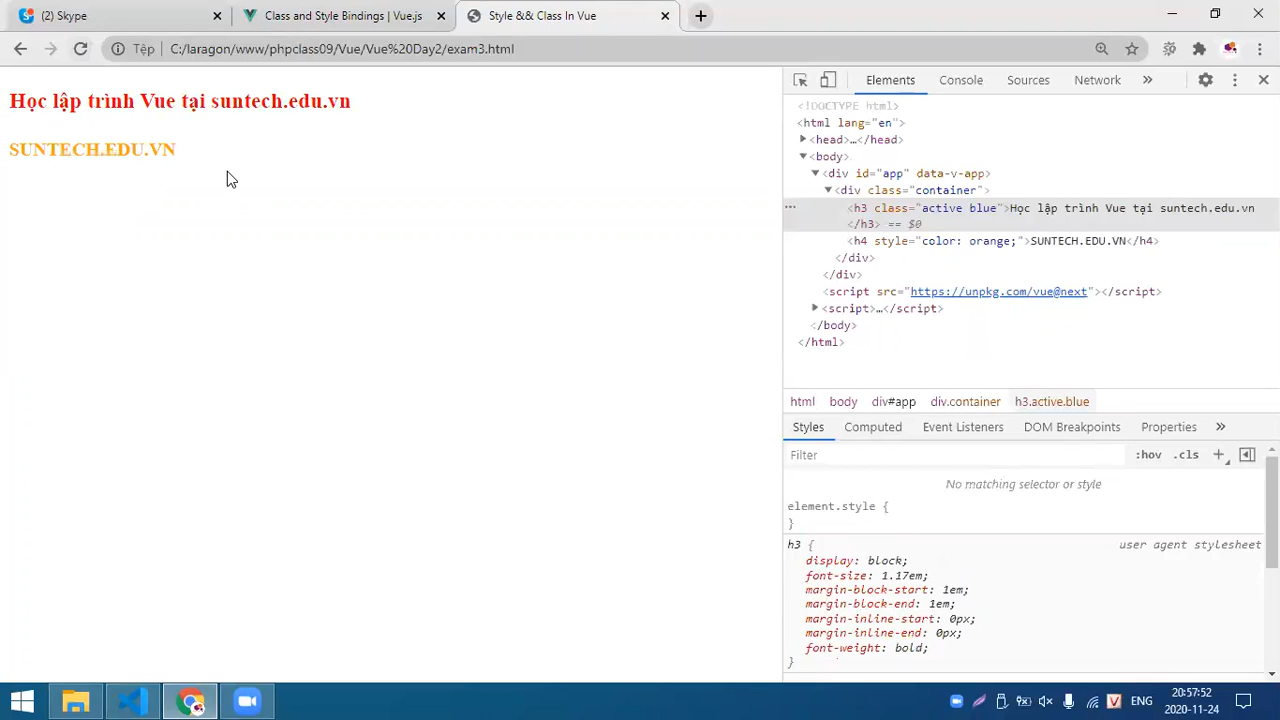 (2) Skype
Class and Style Bindings | Vue.js
Style && Class In Vue
Tệp
C:/laragon/www/phpclass09/Vue/Vue%20Day2/exam3.html
Học lập trình Vue tại suntech.edu.vn
SUNTECH.EDU.VN
Elements Console Sources Network
<!DOCTYPE html>
<html lang="en">
<head>…</head>
<body>
<div id="app" data-v-app>
<div class="container">
<h3 class="active blue">Học lập trình Vue tại suntech.edu.vn
</h3> == $0
<h4 style="color: orange;">SUNTECH.EDU.VN</h4>
</div>
</div>
<script src="https://unpkg.com/vue@next"></script>
<script>…</script>
</body>
</html>
html body div#app div.container h3.active.blue
Styles Computed Event Listeners DOM Breakpoints Properties
Filter :hov .cls
No matching selector or style
element.style {
}
h3 { user agent stylesheet
display: block;
font-size: 1.17em;
margin-block-start: 1em;
margin-block-end: 1em;
margin-inline-start: 0px;
margin-inline-end: 0px;
font-weight: bold;
}
V ENG 20:57:52
2020-11-24